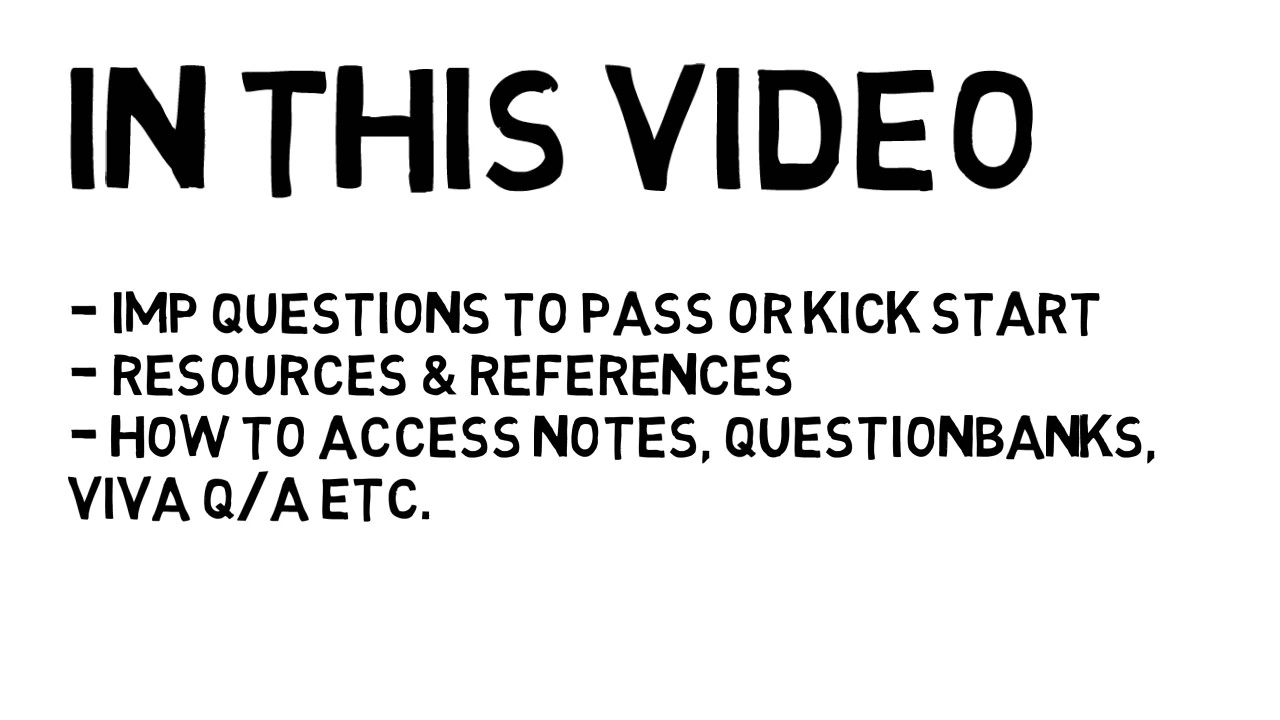 IN THIS VIDEO
- IMP QUESTIONS TO PASS OR KICK START
- RESOURCES & REFERENCES
- HOW TO ACCESS NOTES, QUESTIONBANKS,
VIVA Q/A ETC.